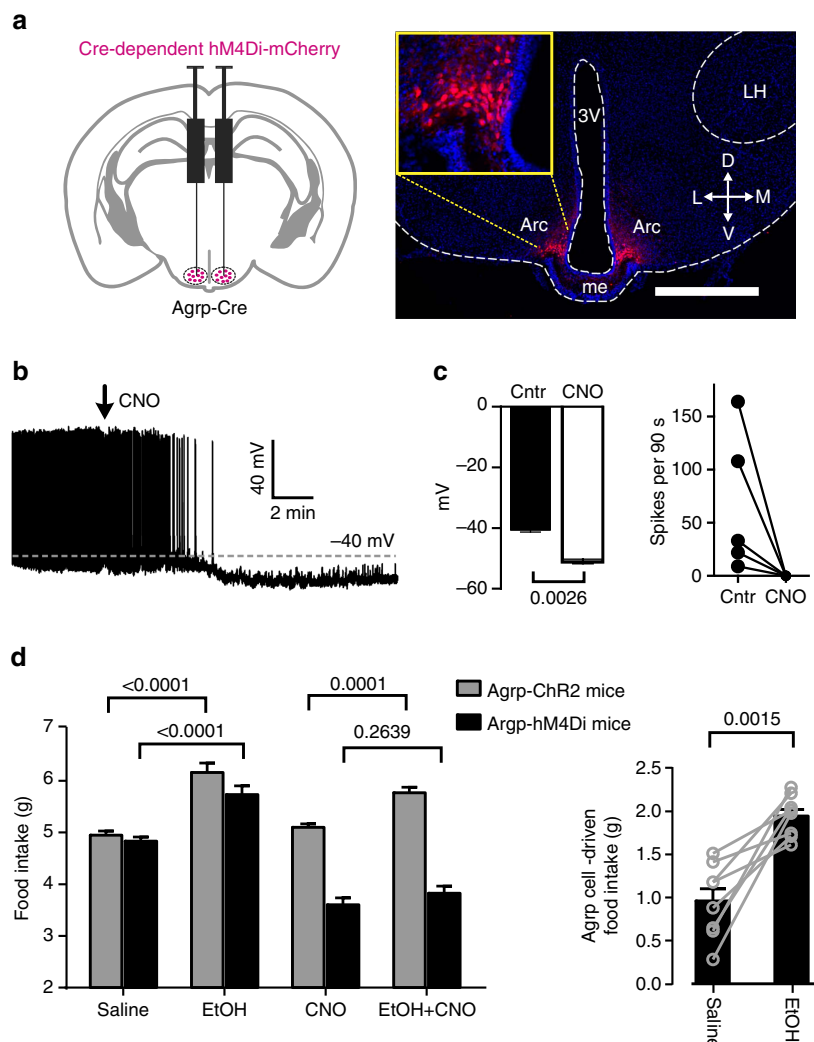 a
Cre-dependent hM4Di-mCherry
Agrp-Cre
3V
LH
D
L M
V
Arc
Arc
me
b
CNO
40 mV
2 min
–40 mV
c
Cntr CNO
0
–20
–40
–60
mV
0.0026
150
100
50
0
Spikes per 90 s
Cntr CNO
d
<0.0001
<0.0001
0.0001
0.2639
Agrp-ChR2 mice
Argp-hM4Di mice
7
6
5
4
3
2
Food intake (g)
Saline EtOH CNO EtOH+CNO
0.0015
2.5
2.0
1.5
1.0
0.5
0.0
Agrp cell -driven
food intake (g)
Saline
EtOH